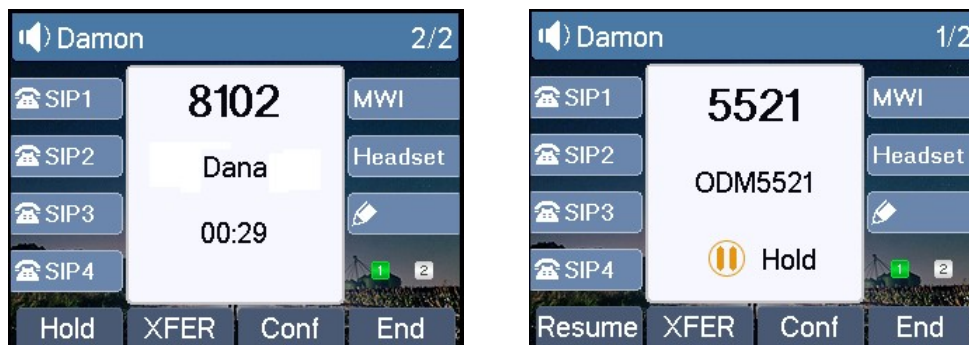 Damon 2/2
SIP1
SIP2
SIP3
SIP4
8102
Dana
00:29
MWI
Headset
1 2
Hold XFER Conf End
Damon 1/2
SIP1
SIP2
SIP3
SIP4
5521
ODM5521
Hold
MWI
Headset
1 2
Resume XFER Conf End